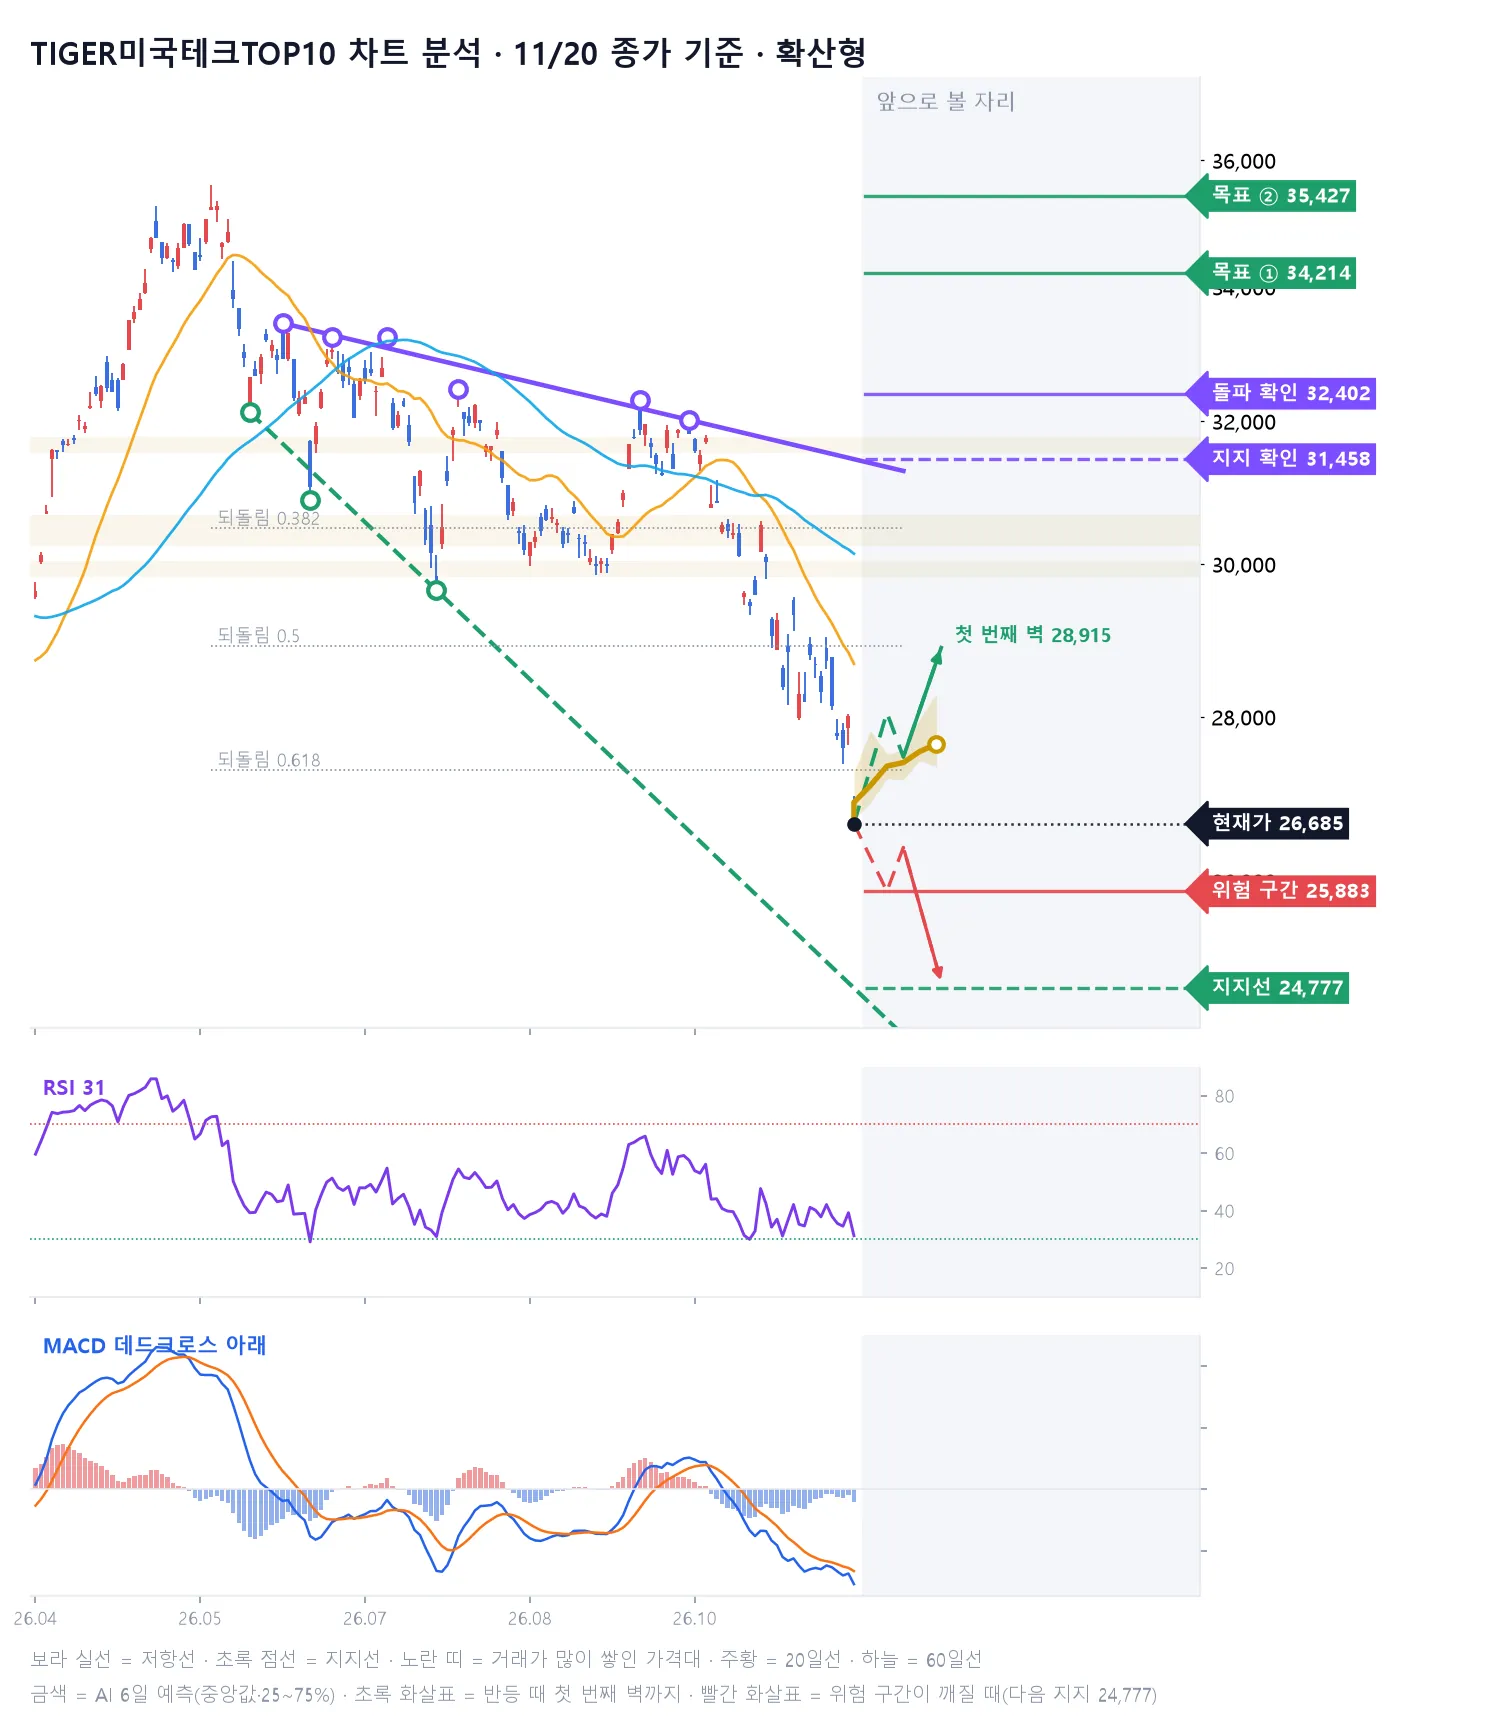 TIGER미국테크TOP10 차트 분석 · 11/20 종가 기준 · 확산형
앞으로 볼 자리
36,000
목표 ② 35,427
목표 ① 34,214
34,000
돌파 확인 32,402
32,000
지지 확인 31,458
되돌림 0.382
30,000
되돌림 0.5
첫 번째 벽 28,915
28,000
되돌림 0.618
현재가 26,685
위험 구간 25,883
지지선 24,777
RSI 31
80
60
40
20
MACD 데드크로스 아래
26.04
26.05
26.07
26.08
26.10
보라 실선 = 저항선 · 초록 점선 = 지지선 · 노란 띠 = 거래가 많이 쌓인 가격대 · 주황 = 20일선 · 하늘 = 60일선
금색 = AI 6일 예측(중앙값·25~75%) · 초록 화살표 = 반등 때 첫 번째 벽까지 · 빨간 화살표 = 위험 구간이 깨질 때(다음 지지 24,777)